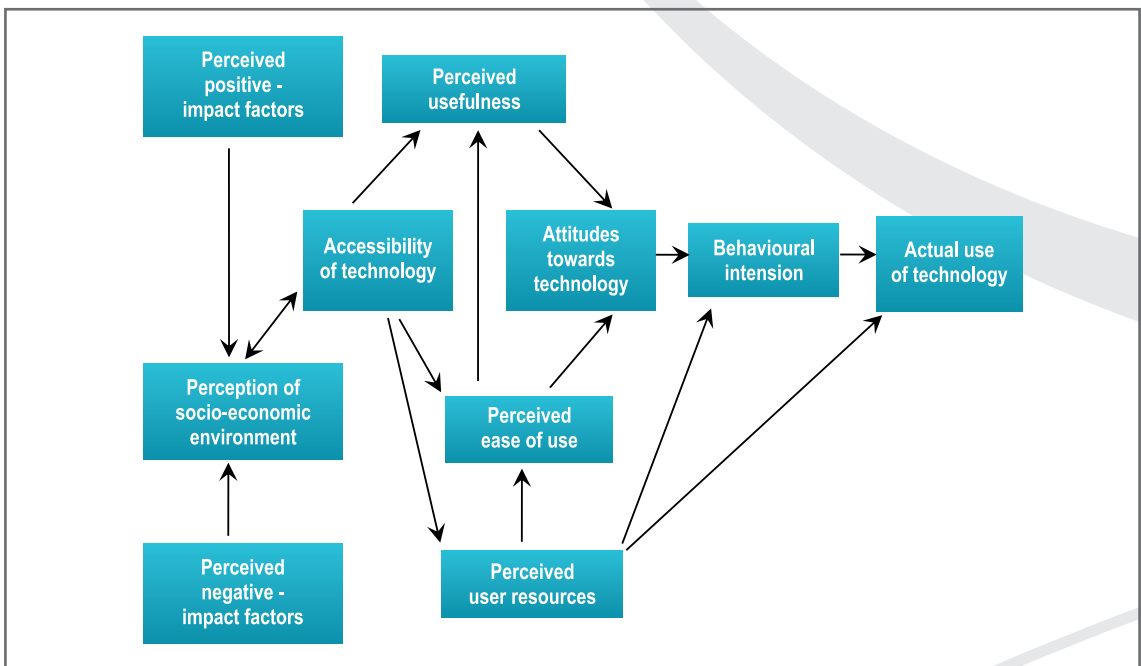 Perceived
positive -
impact factors
Perceived
usefulness
Accessibility
of technology
Attitudes
towards
technology
Behavioural
intension
Actual use
of technology
Perception of
socio-economic
environment
Perceived
ease of use
Perceived
negative -
impact factors
Perceived
user resources